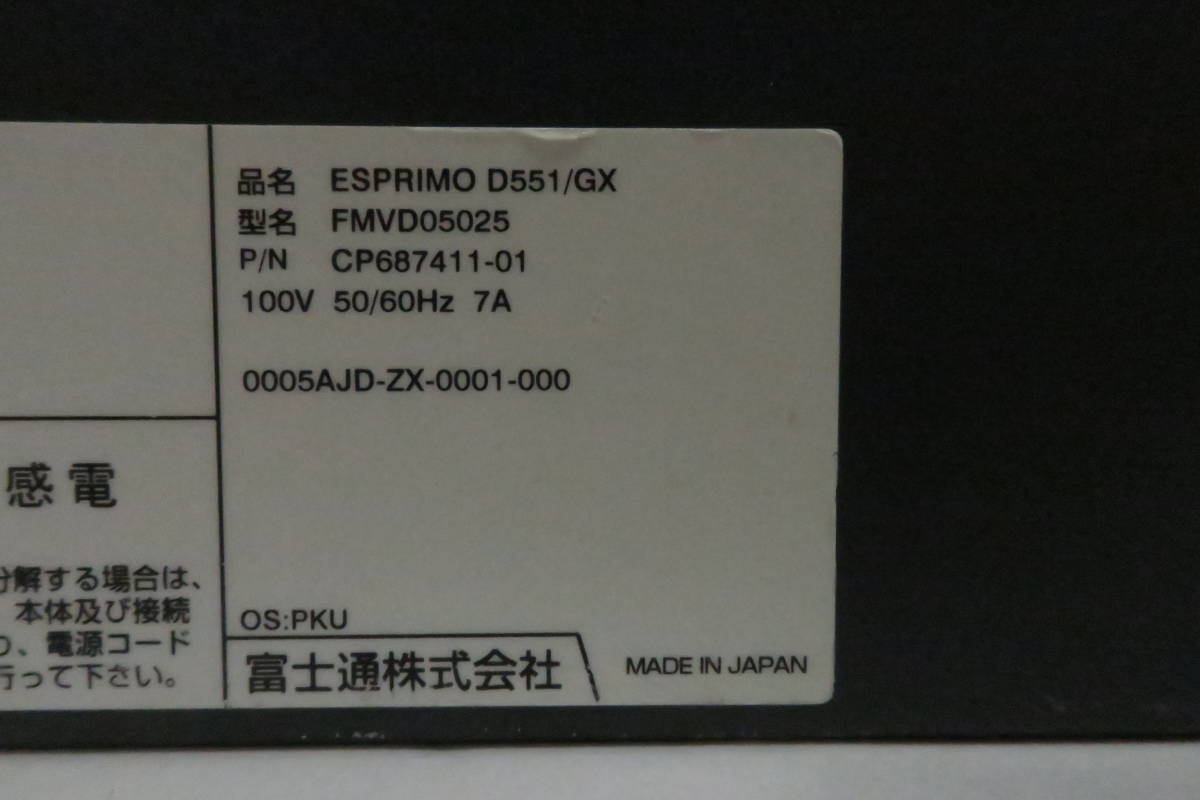 品名 ESPRIMO D551/GX
型名 FMVD05025
P/N CP687411-01
100V 50/60Hz 7A
0005AJD-ZX-0001-000
OS:PKU
富士通株式会社
MADE IN JAPAN
感電
分解する場合は、
本体及び接続
、電源コード
行って下さい。